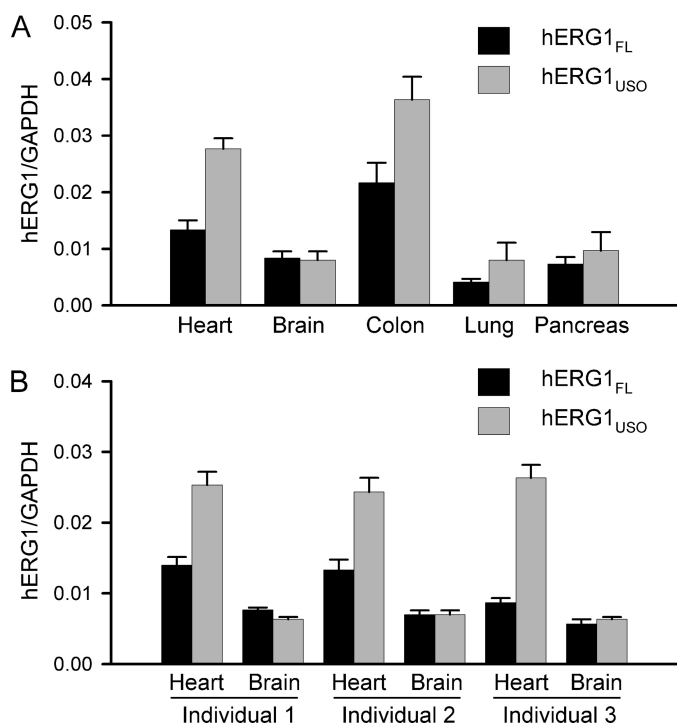 A
hERG1/GAPDH
0.05
0.04
0.03
0.02
0.01
0.00
hERG1FL
hERG1USO
Heart Brain Colon Lung Pancreas
B
hERG1/GAPDH
0.04
0.03
0.02
0.01
0.00
hERG1FL
hERG1USO
Heart Brain Heart Brain Heart Brain
Individual 1 Individual 2 Individual 3